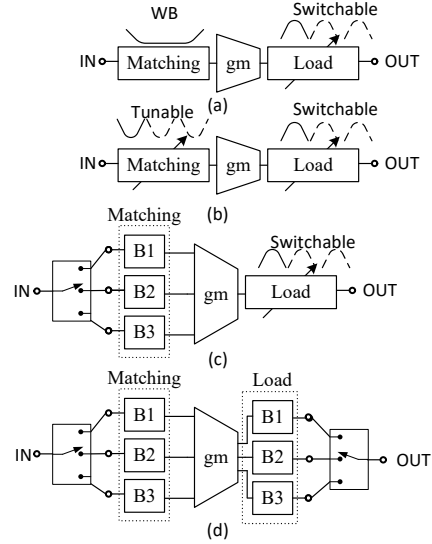 WB
Switchable
IN
Matching
gm
Load
OUT
(a)
Tunable
Switchable
IN
Matching
gm
Load
OUT
(b)
Matching
Switchable
B1
IN
B2
gm
Load
OUT
B3
(c)
Matching
Load
B1
B1
IN
B2
gm
B2
OUT
B3
B3
(d)